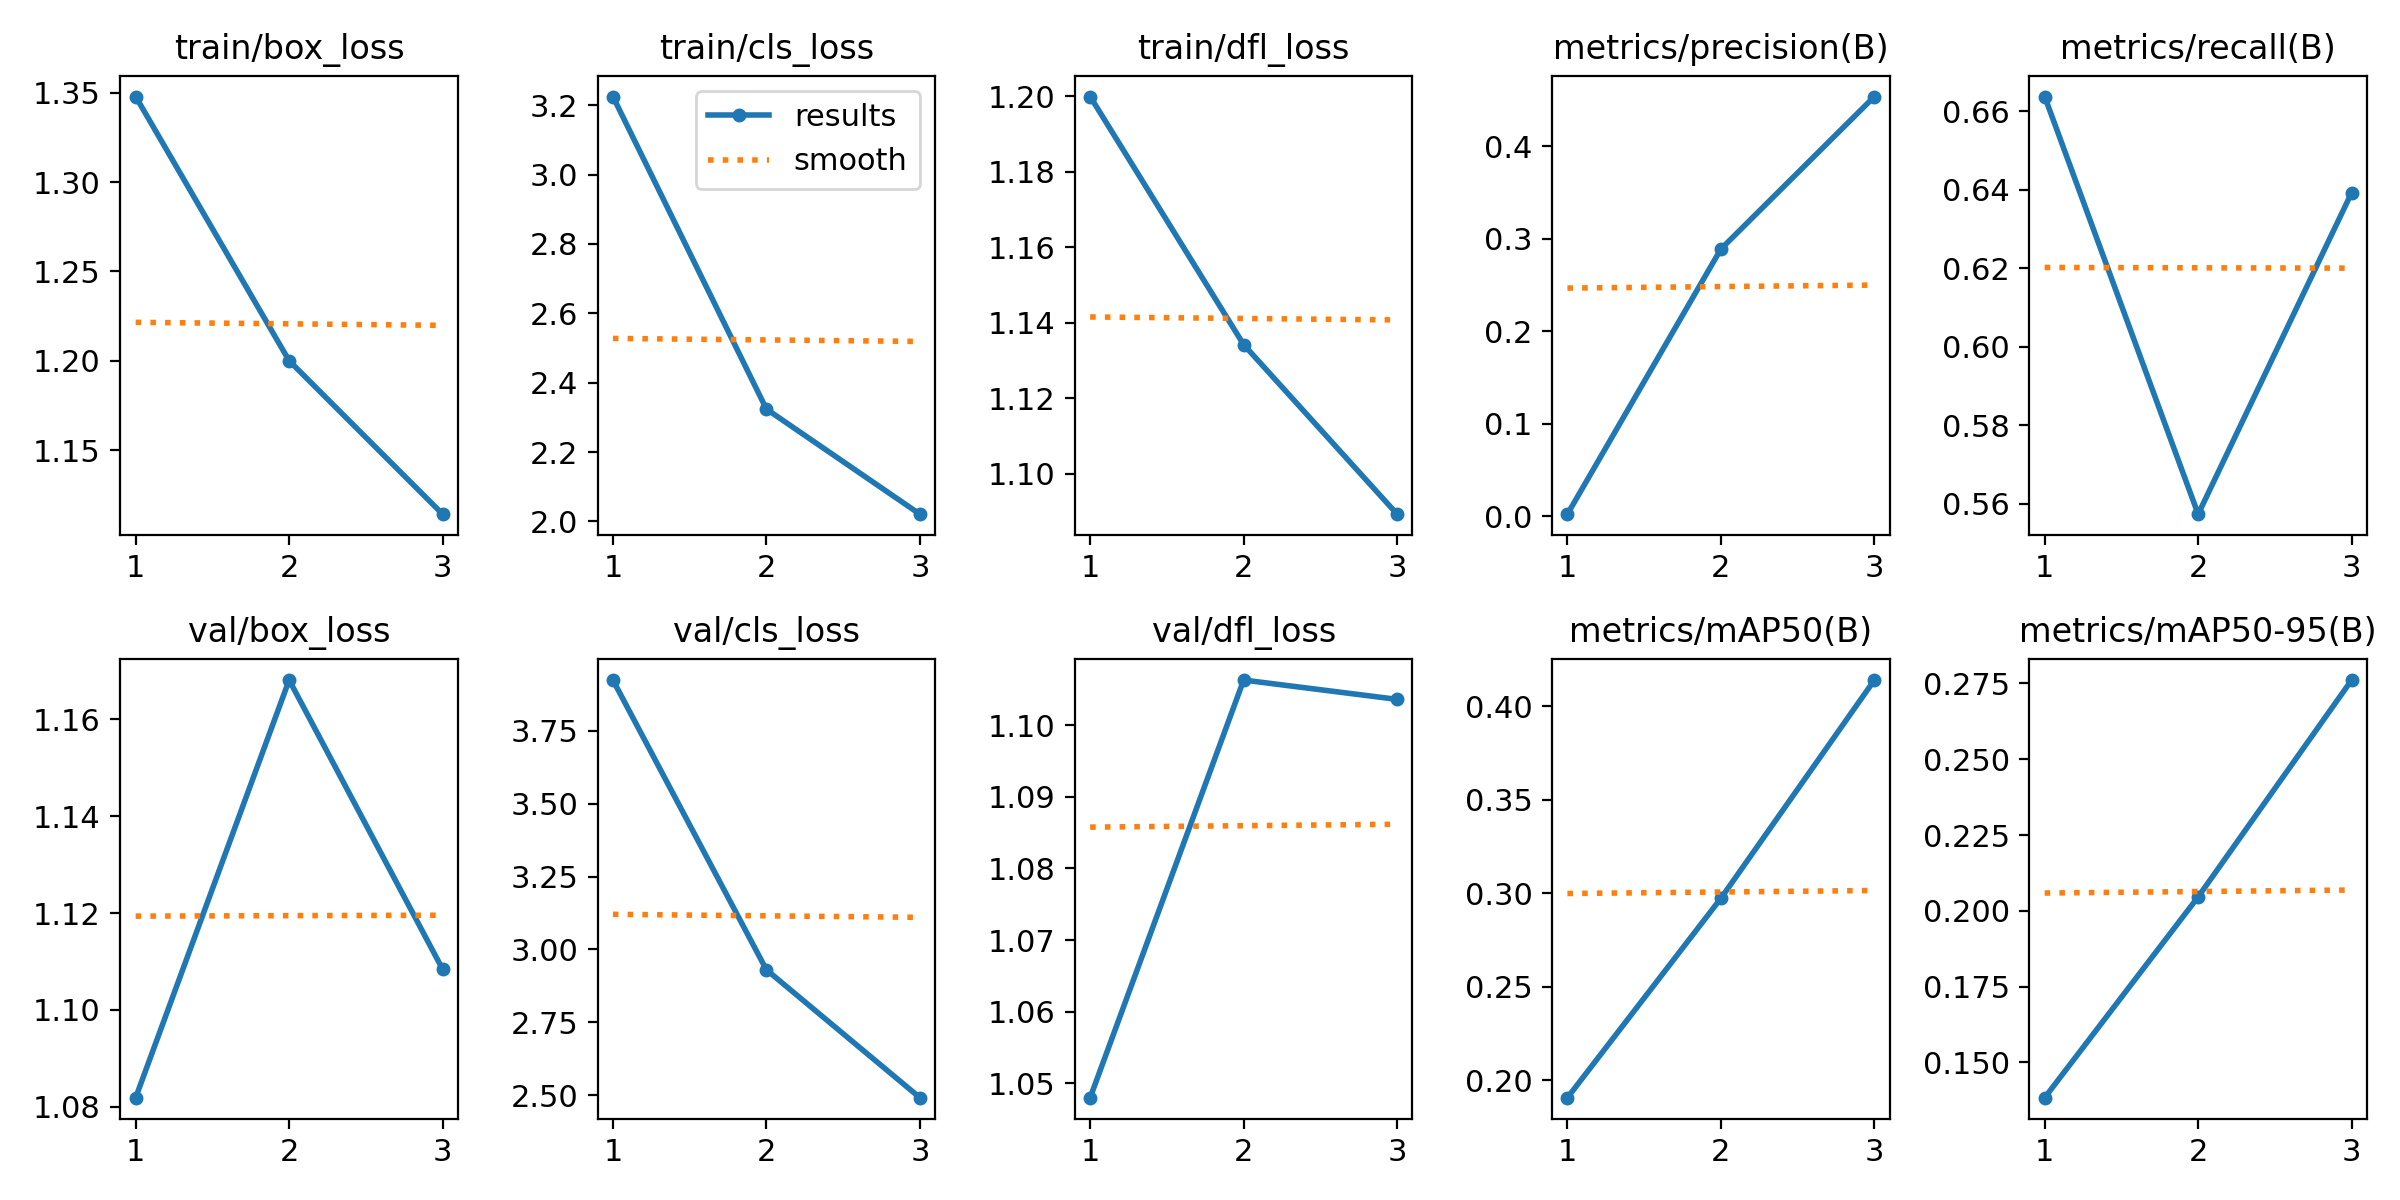 train/box_loss
1.35
1.30
1.25
1.20
1.15
1 2 3
train/cls_loss
results
smooth
3.2
3.0
2.8
2.6
2.4
2.2
2.0
1 2 3
train/dfl_loss
1.20
1.18
1.16
1.14
1.12
1.10
1 2 3
metrics/precision(B)
0.4
0.3
0.2
0.1
0.0
1 2 3
metrics/recall(B)
0.66
0.64
0.62
0.60
0.58
0.56
1 2 3
val/box_loss
1.16
1.14
1.12
1.10
1.08
1 2 3
val/cls_loss
3.75
3.50
3.25
3.00
2.75
2.50
1 2 3
val/dfl_loss
1.10
1.09
1.08
1.07
1.06
1.05
1 2 3
metrics/mAP50(B)
0.40
0.35
0.30
0.25
0.20
1 2 3
metrics/mAP50-95(B)
0.275
0.250
0.225
0.200
0.175
0.150
1 2 3